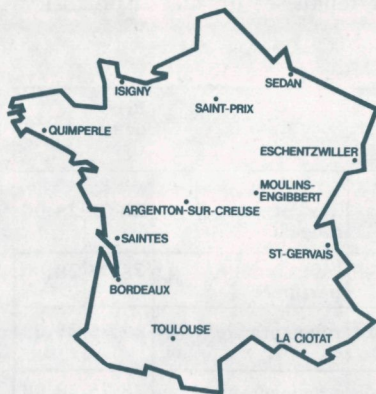 ISIGNY
SEDAN
SAINT-PRIX
QUIMPERLE
ESCHENTZWILLER
MOULINS-
ENGIBBERT
ARGENTON-SUR-CREUSE
SAINTES
ST-GERVAIS
BORDEAUX
TOULOUSE
LA CIOTAT